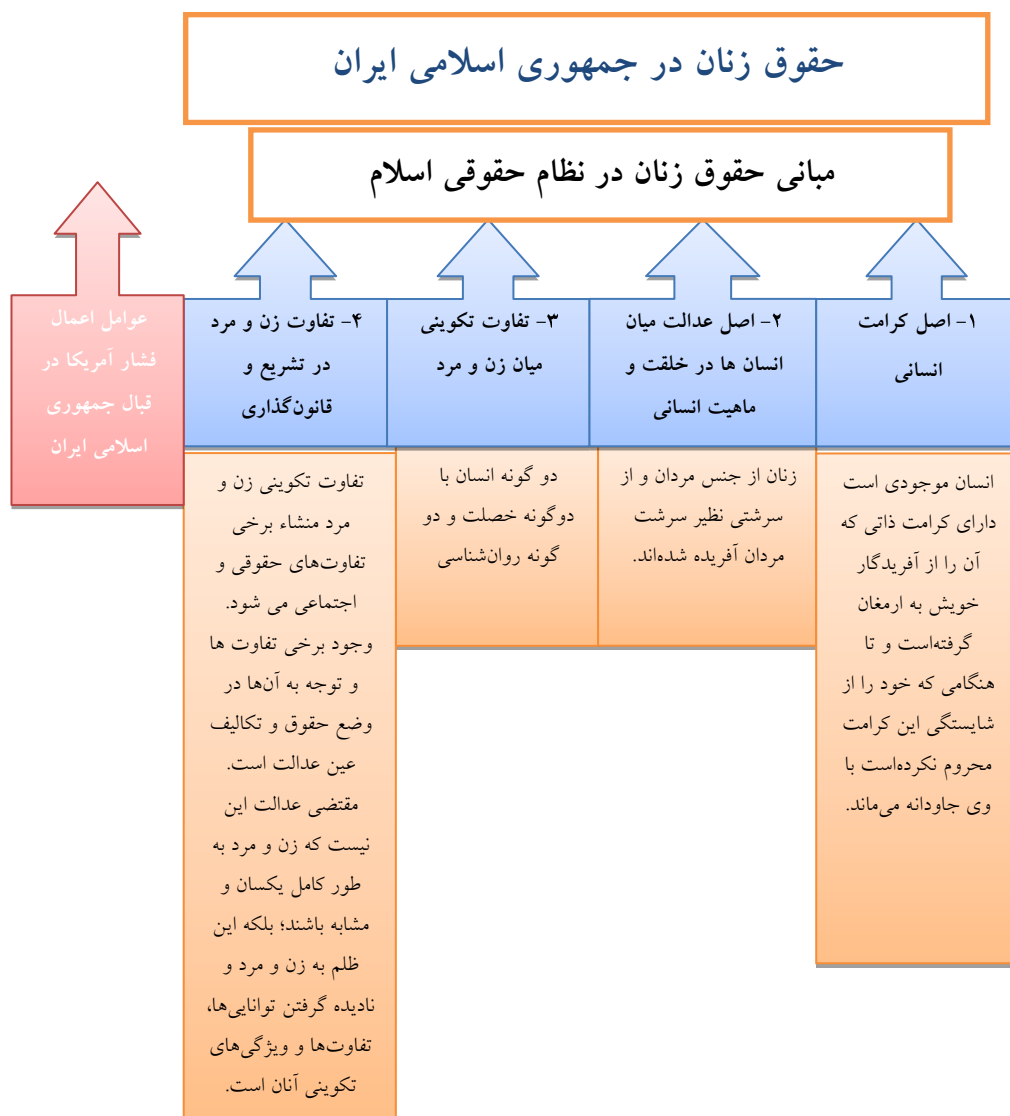 حقوق زنان در جمهوری اسلامی ایران
مبانی حقوق زنان در نظام حقوقی اسلام
۱- اصل کرامت
انسانی
انسان موجودی است
دارای کرامت ذاتی که
آن را از آفریدگار
خویش به ارمغان
گرفته‌است و تا
هنگامی که خود را از
شایستگی این کرامت
محروم نکرده‌است با
وی جاودانه می‌ماند.
۲- اصل عدالت میان
انسان ها در خلقت و
ماهیت انسانی
زنان از جنس مردان و از
سرشتی نظیر سرشت
مردان آفریده شده‌اند.
۳- تفاوت تکوینی
میان زن و مرد
دو گونه انسان با
دوگونه خصلت و دو
گونه روان‌شناسی
۴- تفاوت زن و مرد
در تشریع و
قانون‌گذاری
تفاوت تکوینی زن و
مرد منشاء برخی
تفاوت‌های حقوقی و
اجتماعی می شود.
وجود برخی تفاوت ها
و توجه به آن‌ها در
وضع حقوق و تکالیف
عین عدالت است.
مقتضی عدالت این
نیست که زن و مرد به
طور کامل یکسان و
مشابه باشند؛ بلکه این
ظلم به زن و مرد و
نادیده گرفتن توانایی‌ها،
تفاوت‌ها و ویژگی‌های
تکوینی آنان است.
عوامل اعمال
فشار آمریکا در
قبال جمهوری
اسلامی ایران